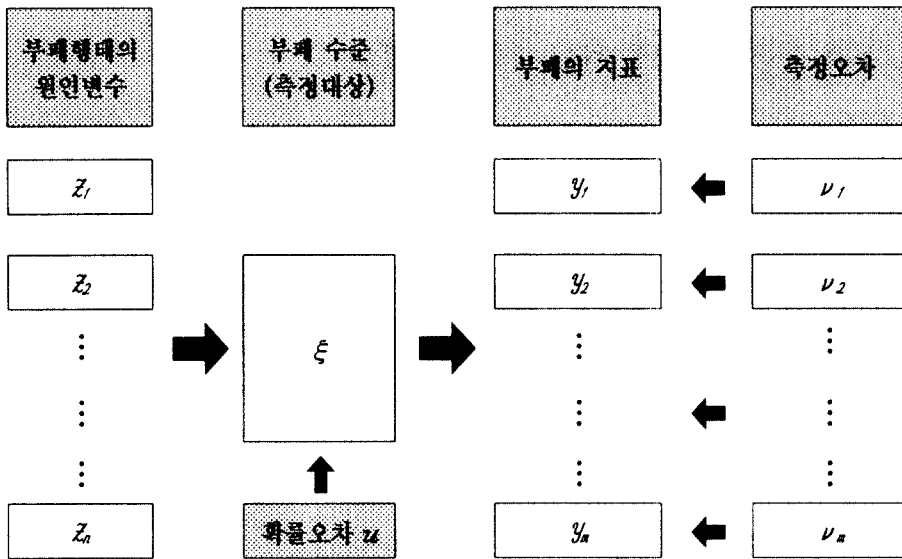 부패행태의
원인변수
부패 수준
(측정대상)
부패의 지표
측정오차
z₁
y₁
ν₁
z₂
y₂
ν₂
ξ
확률오차 u
zₙ
yₘ
νₘ